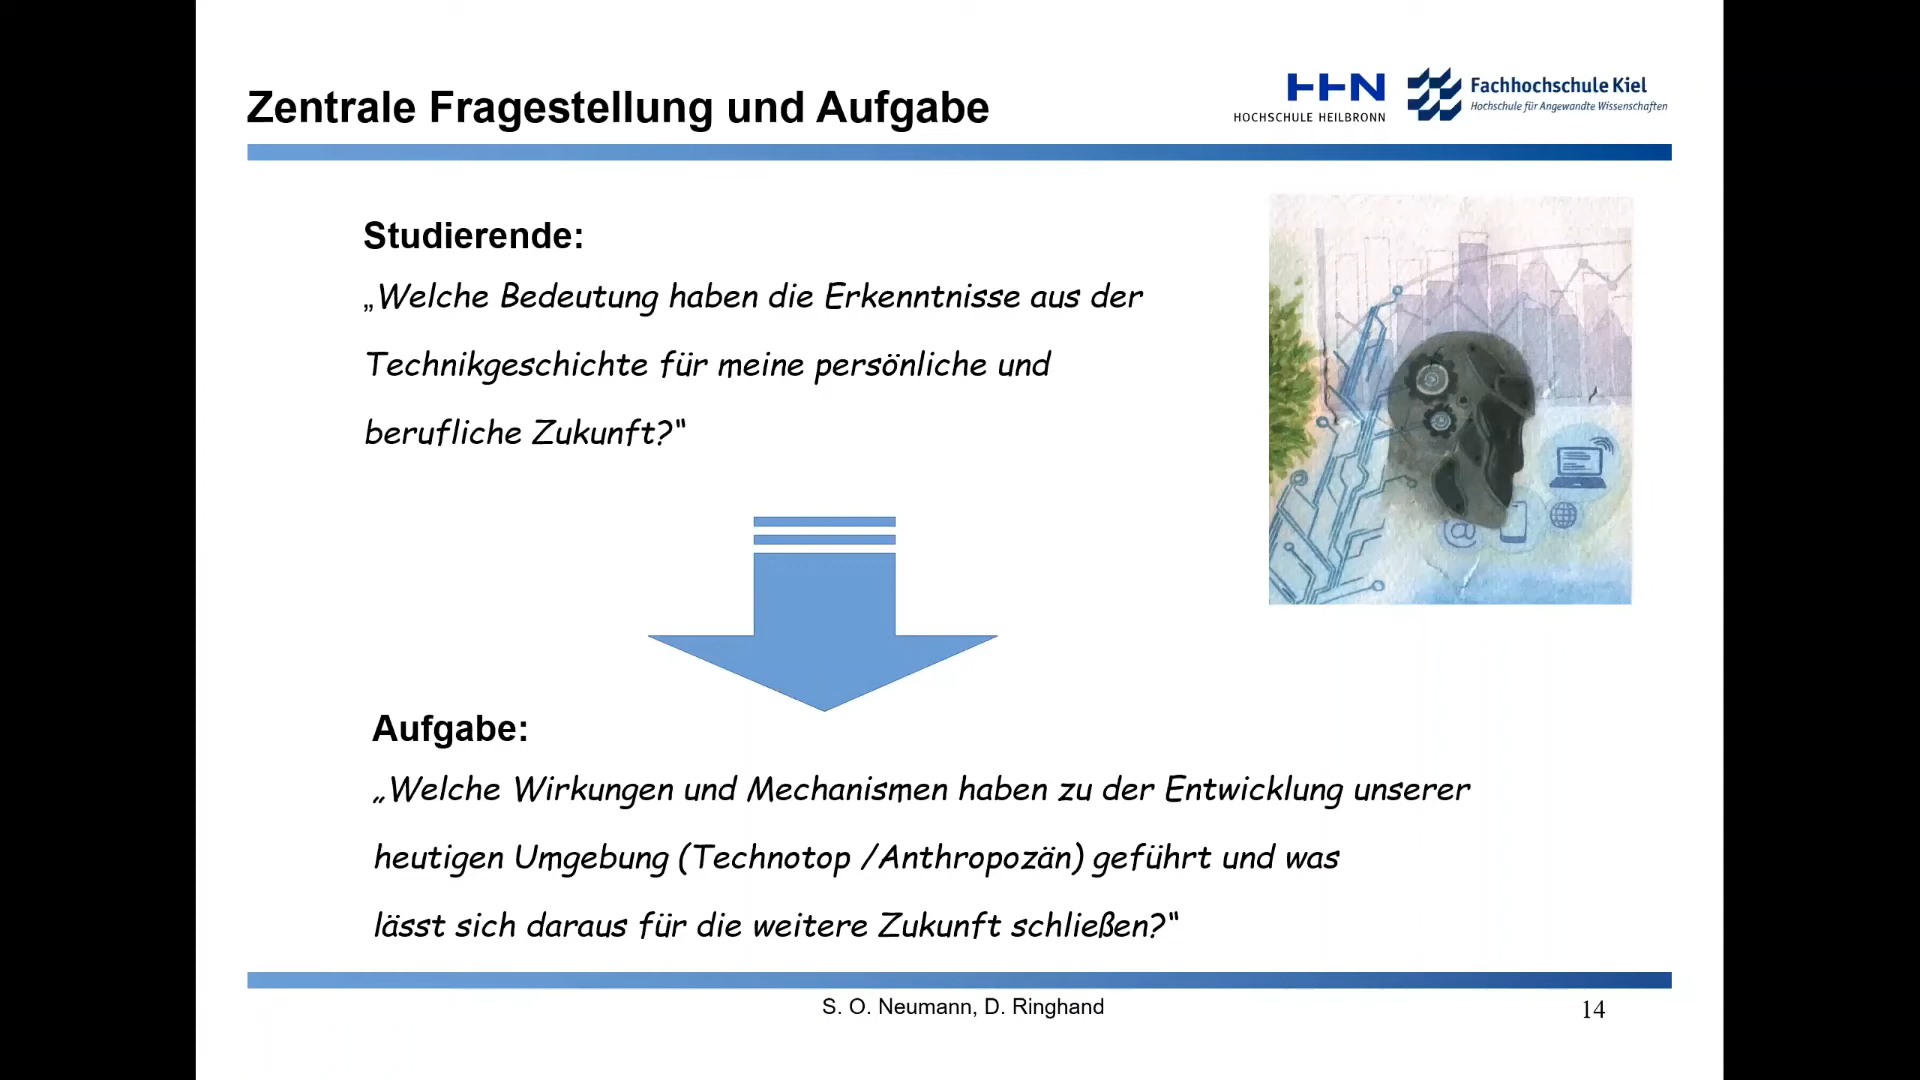 Zentrale Fragestellung und Aufgabe
HHN
HOCHSCHULE HEILBRONN
Fachhochschule Kiel
Hochschule für Angewandte Wissenschaften
Studierende:
„Welche Bedeutung haben die Erkenntnisse aus der
Technikgeschichte für meine persönliche und
berufliche Zukunft?“
@
Aufgabe:
„Welche Wirkungen und Mechanismen haben zu der Entwicklung unserer
heutigen Umgebung (Technotop /Anthropozän) geführt und was
lässt sich daraus für die weitere Zukunft schließen?“
S. O. Neumann, D. Ringhand
14